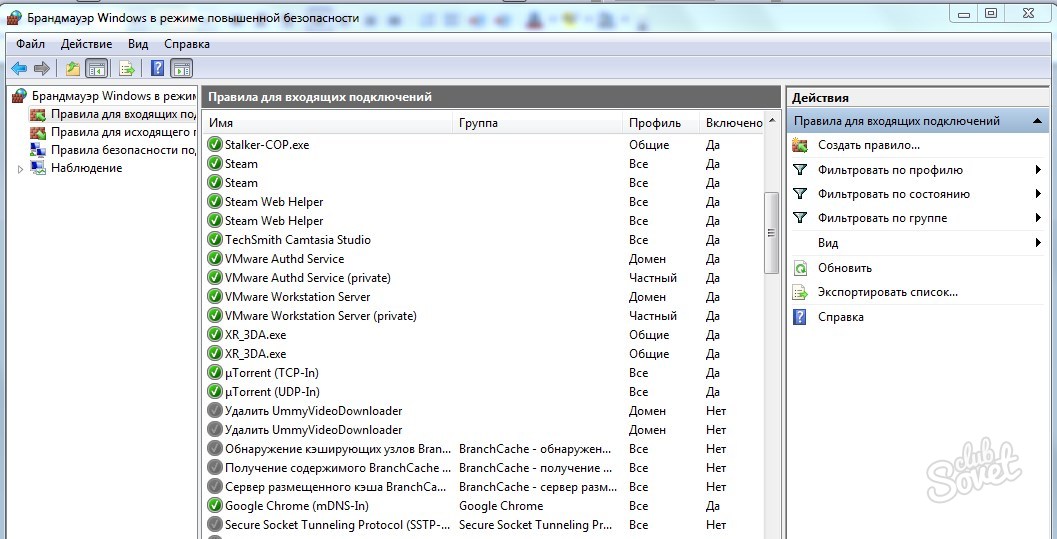 Брандмауэр Windows в режиме повышенной безопасности
Файл Действие Вид Справка
Брандмауэр Windows в режим
Правила для входящих под
Правила для исходящего п
Правила безопасности по
Наблюдение
Правила для входящих подключений
Имя Группа Профиль Включено
Stalker-COP.exe Общие Да
Steam Все Да
Steam Все Да
Steam Web Helper Все Да
Steam Web Helper Все Да
TechSmith Camtasia Studio Все Да
VMware Authd Service Домен Да
VMware Authd Service (private) Частный Да
VMware Workstation Server Домен Да
VMware Workstation Server (private) Частный Да
XR_3DA.exe Общие Да
XR_3DA.exe Общие Да
µTorrent (TCP-In) Все Да
µTorrent (UDP-In) Все Да
Удалить UmmyVideoDownloader Домен Нет
Удалить UmmyVideoDownloader Домен Нет
Обнаружение кэширующих узлов Bran... BranchCache - обнаружен... Все Нет
Получение содержимого BranchCache ... BranchCache - получение ... Все Нет
Сервер размещенного кэша BranchCa... BranchCache - сервер разм... Все Нет
Google Chrome (mDNS-In) Google Chrome Все Да
Secure Socket Tunneling Protocol (SSTP-... Secure Socket Tunneling Pr... Все Нет
Действия
Правила для входящих подключений
Создать правило...
Фильтровать по профилю
Фильтровать по состоянию
Фильтровать по группе
Вид
Обновить
Экспортировать список...
Справка
club
Sovet